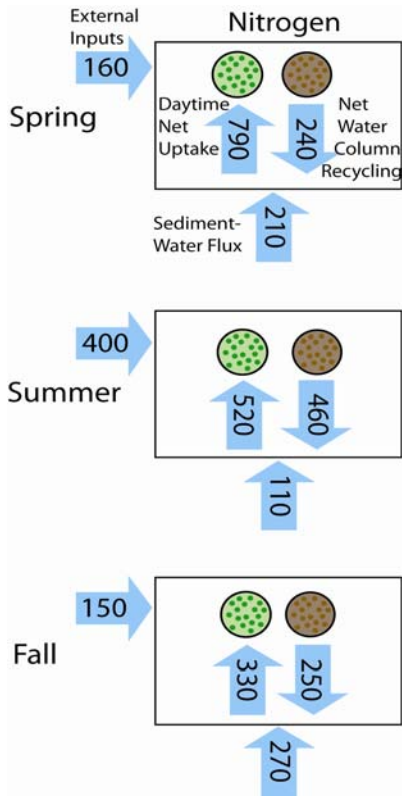 External
Inputs
Nitrogen
160
Spring
Daytime
Net
Uptake
790
240
Net
Water
Column
Recycling
Sediment-
Water Flux
210
400
Summer
520
460
110
150
Fall
330
250
270